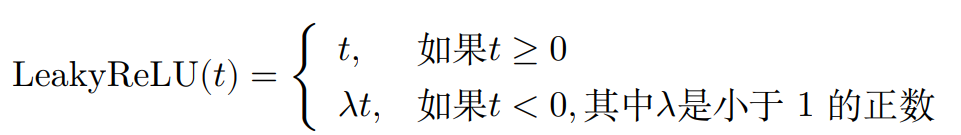 LeakyReLU(t) = { t, 如果t ≥ 0
λt, 如果t < 0, 其中λ是小于 1 的正数